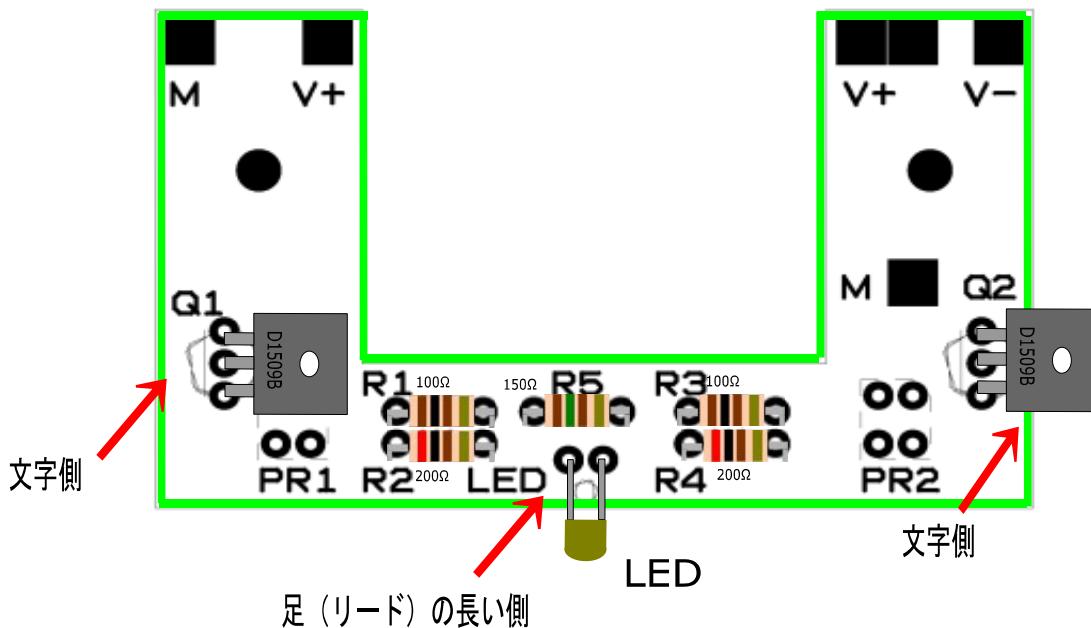 M V+ V+ V-
M
Q1 Q2
D1509B D1509B
R1 100Ω 150Ω R5 R3 100Ω
文字側
PR1 R2 200Ω LED R4 200Ω PR2
文字側
LED
足（リード）の長い側